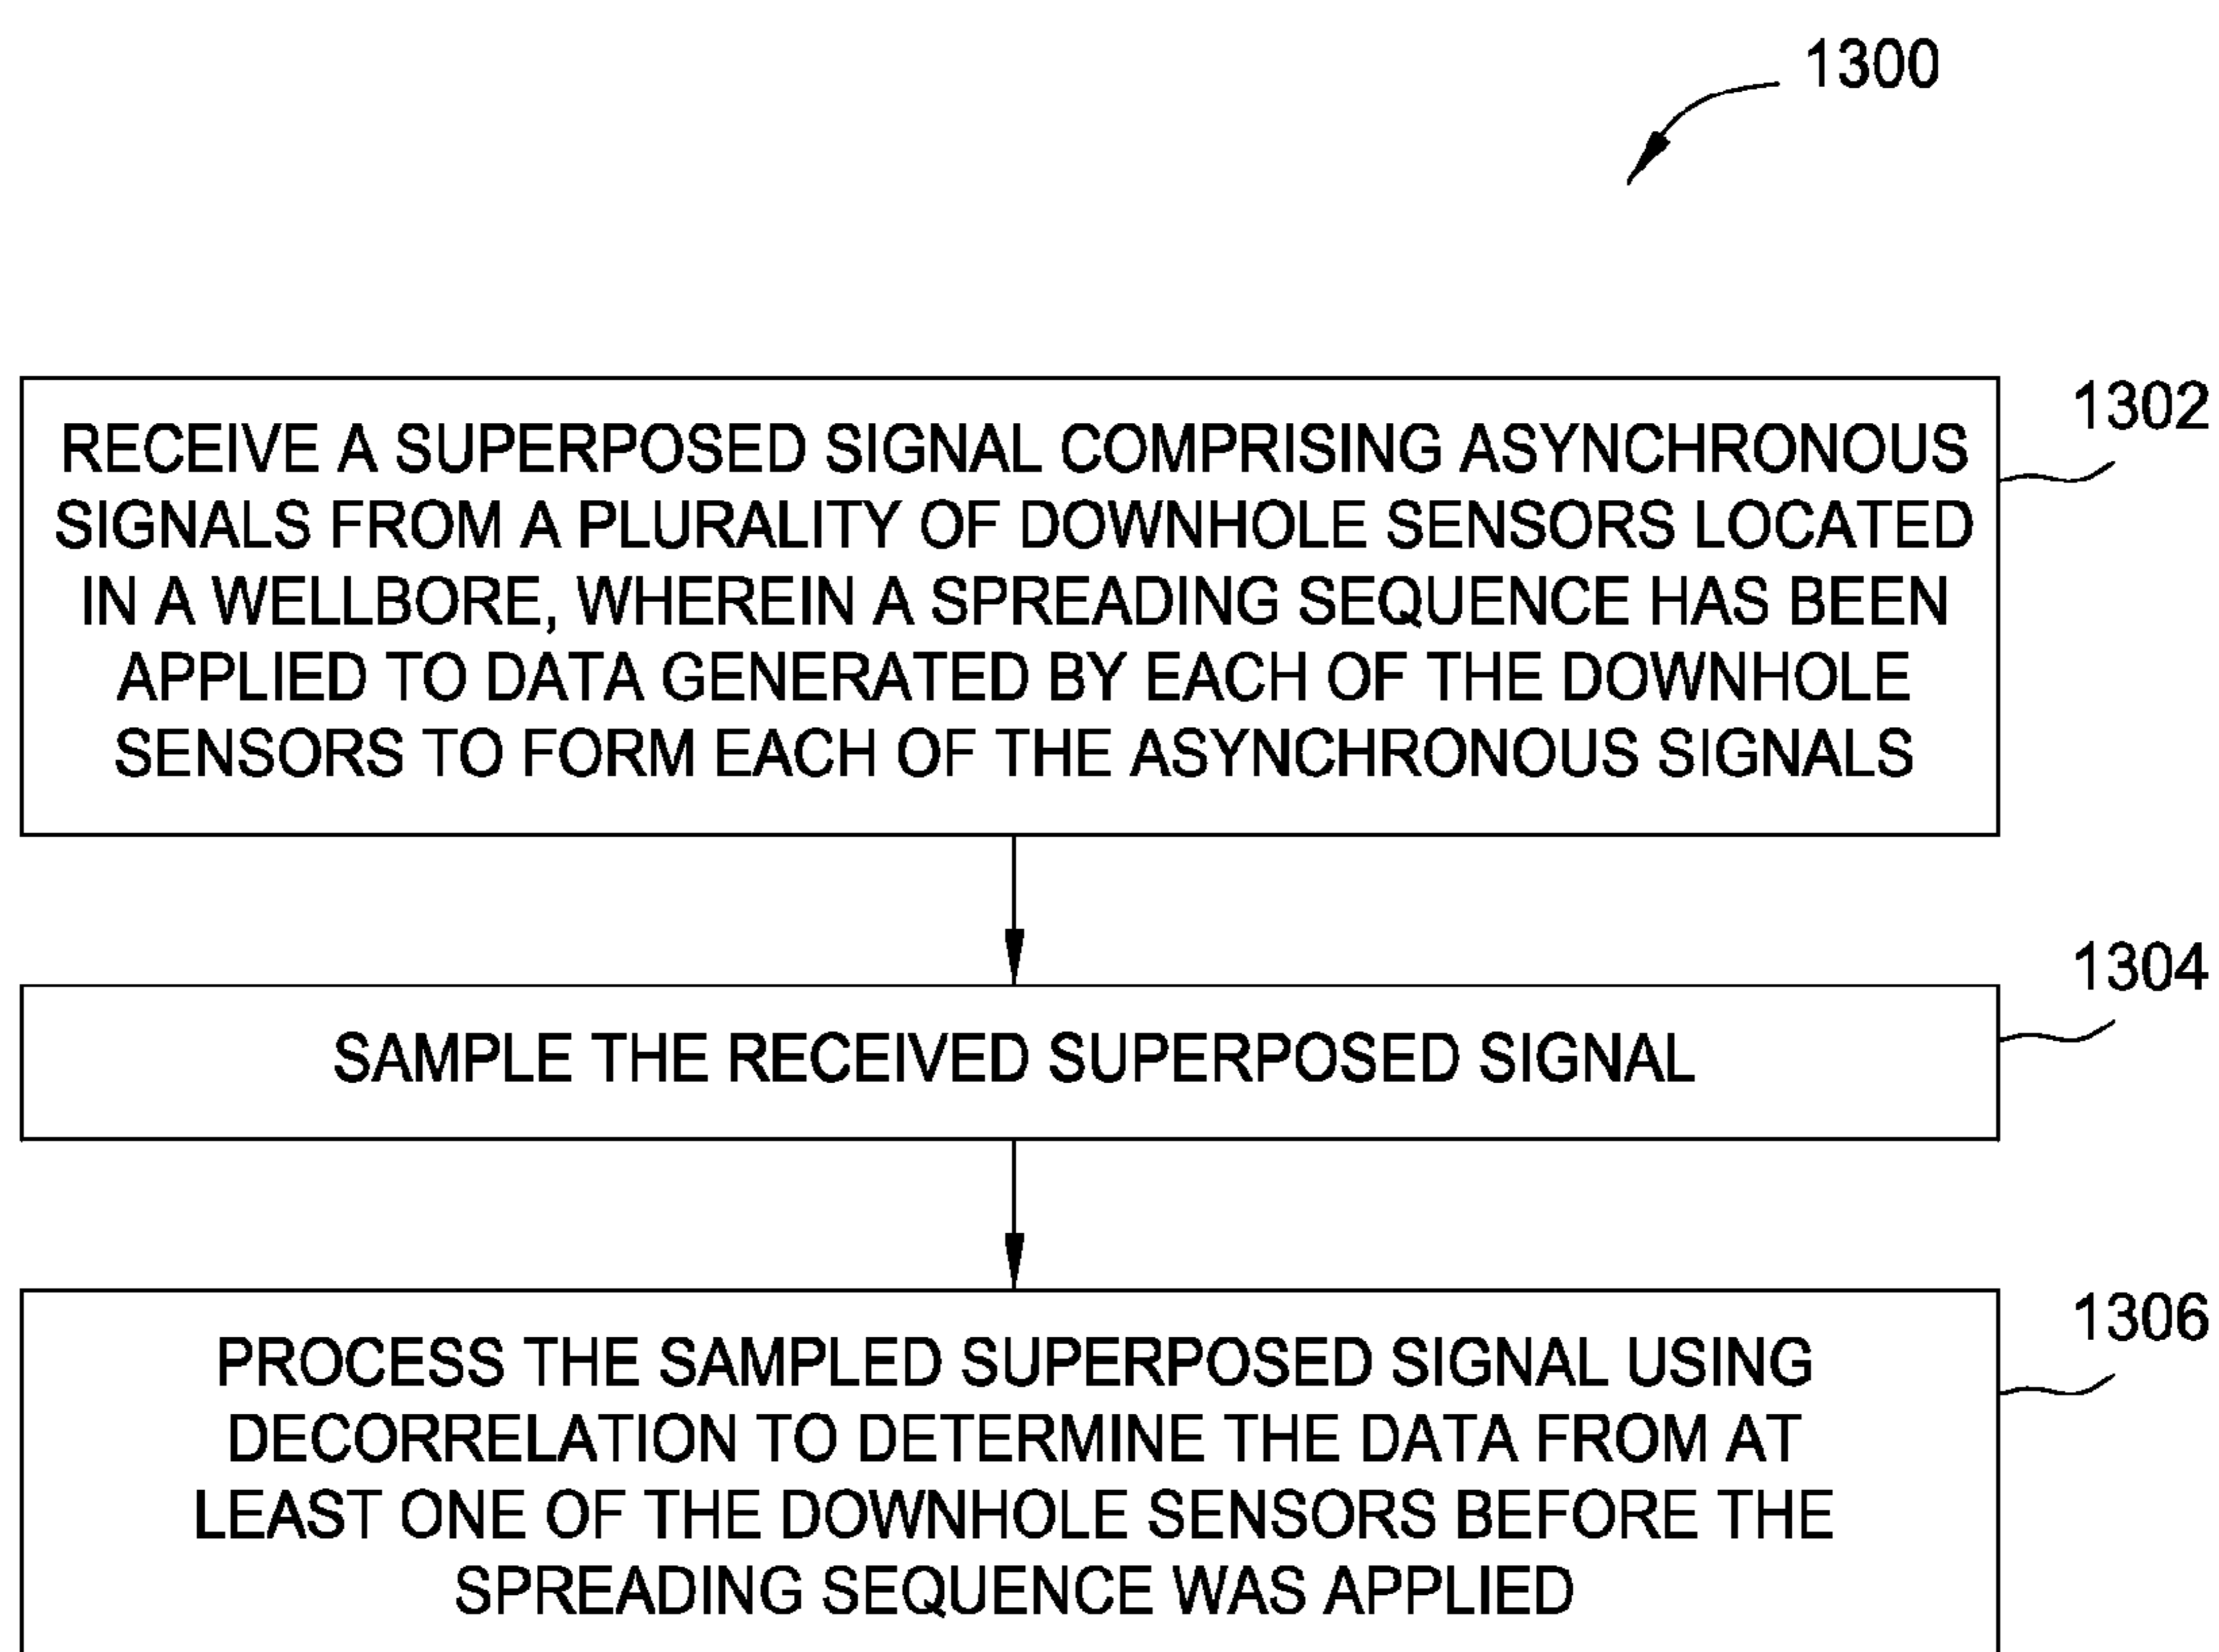 1300
1302
RECEIVE A SUPERPOSED SIGNAL COMPRISING ASYNCHRONOUS
SIGNALS FROM A PLURALITY OF DOWNHOLE SENSORS LOCATED
IN A WELLBORE, WHEREIN A SPREADING SEQUENCE HAS BEEN
APPLIED TO DATA GENERATED BY EACH OF THE DOWNHOLE
SENSORS TO FORM EACH OF THE ASYNCHRONOUS SIGNALS
1304
SAMPLE THE RECEIVED SUPERPOSED SIGNAL
1306
PROCESS THE SAMPLED SUPERPOSED SIGNAL USING
DECORRELATION TO DETERMINE THE DATA FROM AT
LEAST ONE OF THE DOWNHOLE SENSORS BEFORE THE
SPREADING SEQUENCE WAS APPLIED